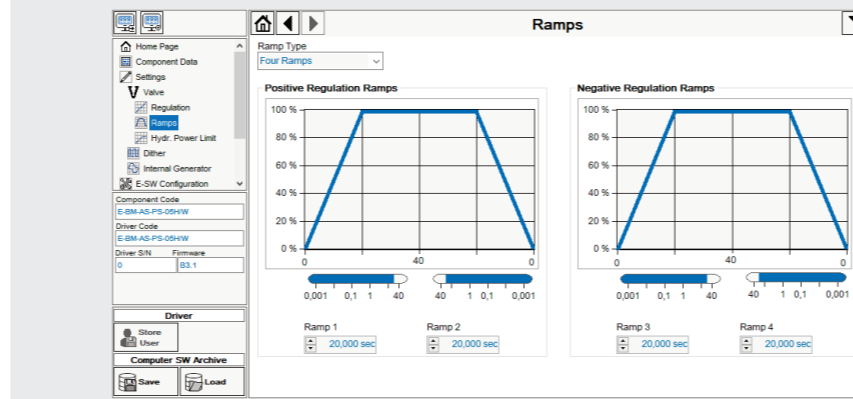 Ramps
Home Page
Component Data
Settings
Valve
Regulation
Ramps
Hydr. Power Limit
Dither
Internal Generator
E-SW Configuration
Component Code
E-BM-AS-PS-05H/W
Driver Code
E-BM-AS-PS-05H/W
Driver S/N Firmware
0 B3.1
Driver
Store
User
Computer SW Archive
Save Load
Ramp Type
Four Ramps
Positive Regulation Ramps
100 %
80 %
60 %
40 %
20 %
0 %
0 40 0
0,001 0,1 1 40 40 1 0,1 0,001
Ramp 1 Ramp 2
20,000 sec 20,000 sec
Negative Regulation Ramps
100 %
80 %
60 %
40 %
20 %
0 %
0 40 0
0,001 0,1 1 40 40 1 0,1 0,001
Ramp 3 Ramp 4
20,000 sec 20,000 sec